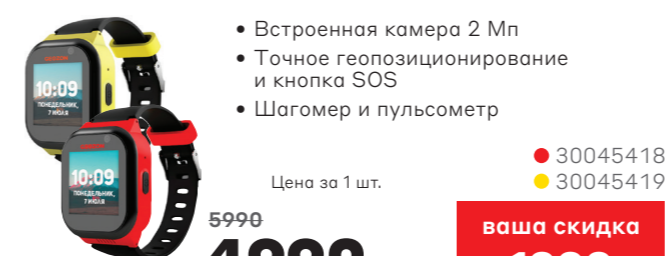 • Встроенная камера 2 Мп
• Точное геопозиционирование
и кнопка SOS
• Шагомер и пульсометр
10:09
ПОНЕДЕЛЬНИК,
7 ИЮЛЯ
10:09
ПОНЕДЕЛЬНИК,
7 ИЮЛЯ
30045418
30045419
Цена за 1 шт.
5990
ваша скидка